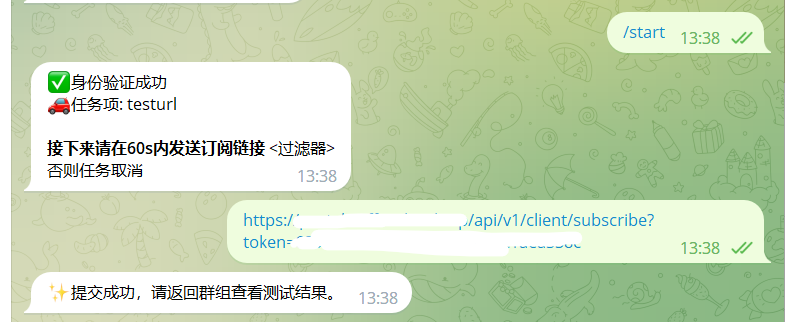 /start 13:38
✅身份验证成功
🚗任务项: testurl
接下来请在60s内发送订阅链接 <过滤器>
否则任务取消
13:38
https:/ p/api/v1/client/subscribe?
token=
13:38
✨提交成功，请返回群组查看测试结果。 13:38